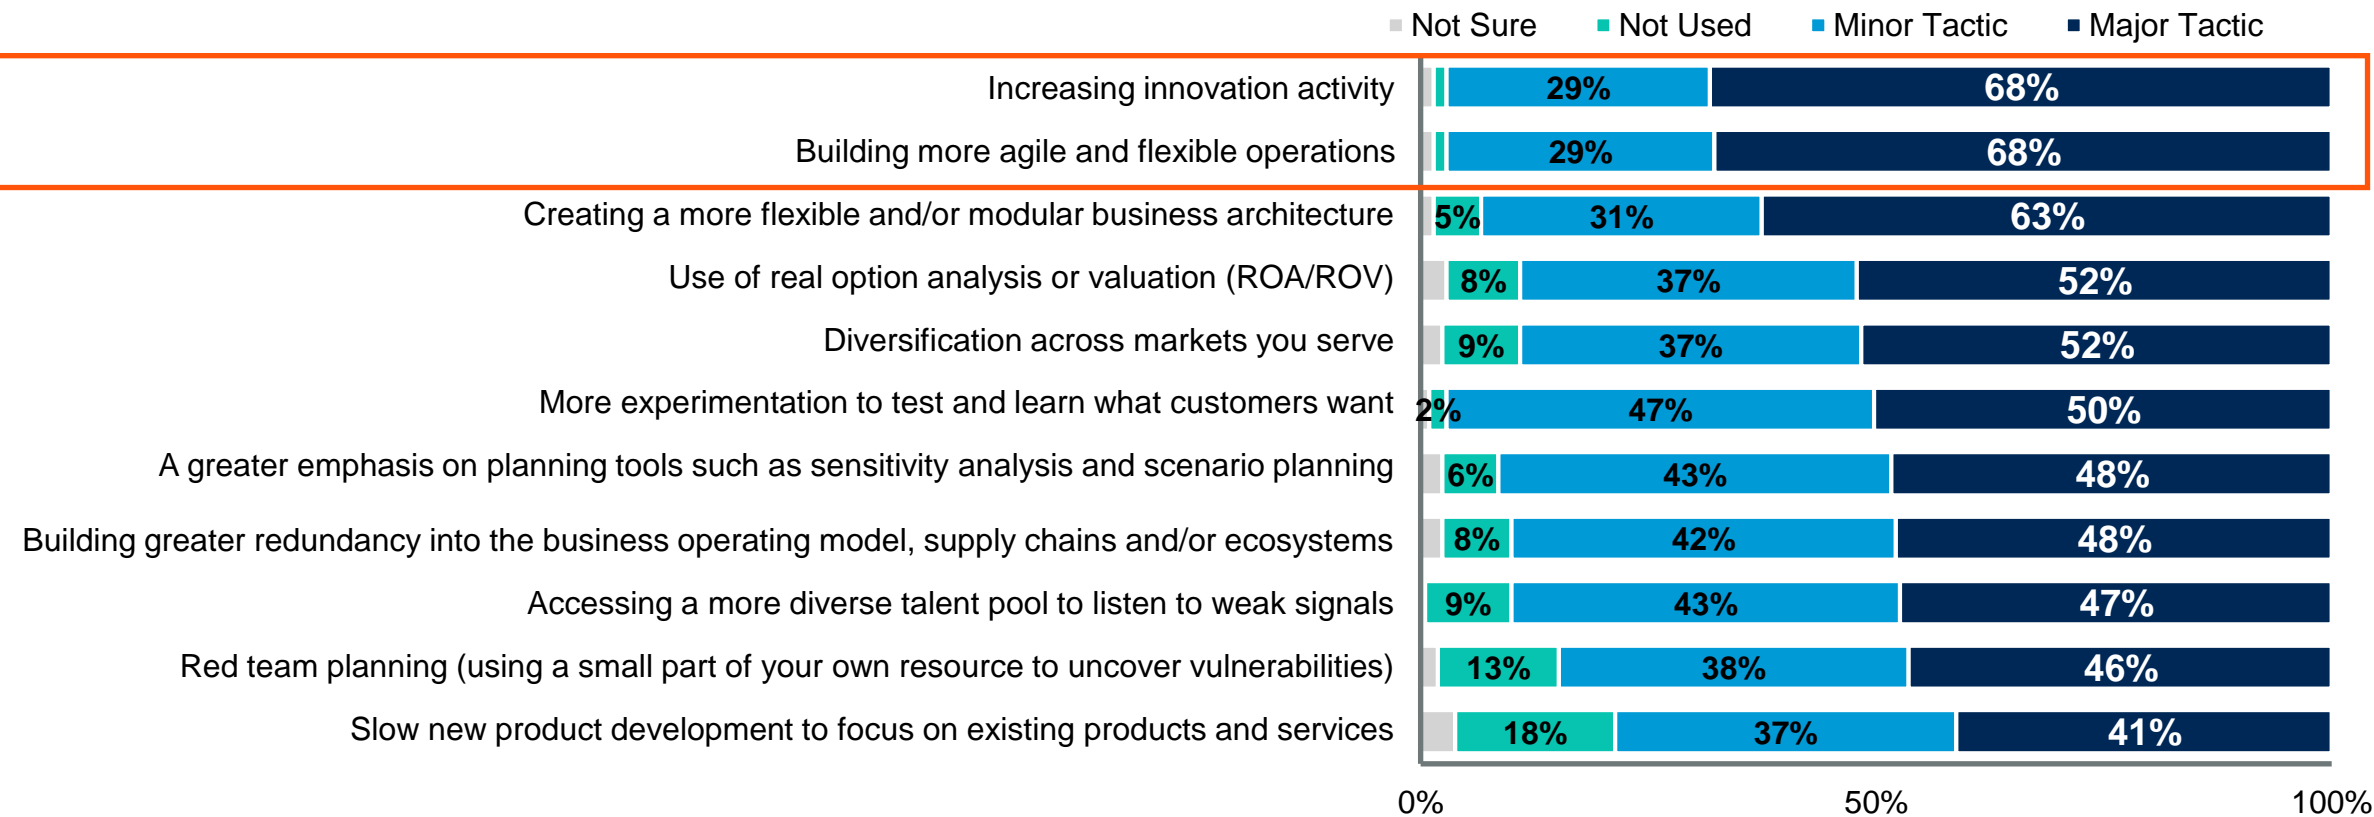 Not Sure Not Used Minor Tactic Major Tactic
Increasing innovation activity 29% 68%
Building more agile and flexible operations 29% 68%
Creating a more flexible and/or modular business architecture 5% 31% 63%
Use of real option analysis or valuation (ROA/ROV) 8% 37% 52%
Diversification across markets you serve 9% 37% 52%
More experimentation to test and learn what customers want 2% 47% 50%
A greater emphasis on planning tools such as sensitivity analysis and scenario planning 6% 43% 48%
Building greater redundancy into the business operating model, supply chains and/or ecosystems 8% 42% 48%
Accessing a more diverse talent pool to listen to weak signals 9% 43% 47%
Red team planning (using a small part of your own resource to uncover vulnerabilities) 13% 38% 46%
Slow new product development to focus on existing products and services 18% 37% 41%
0% 50% 100%